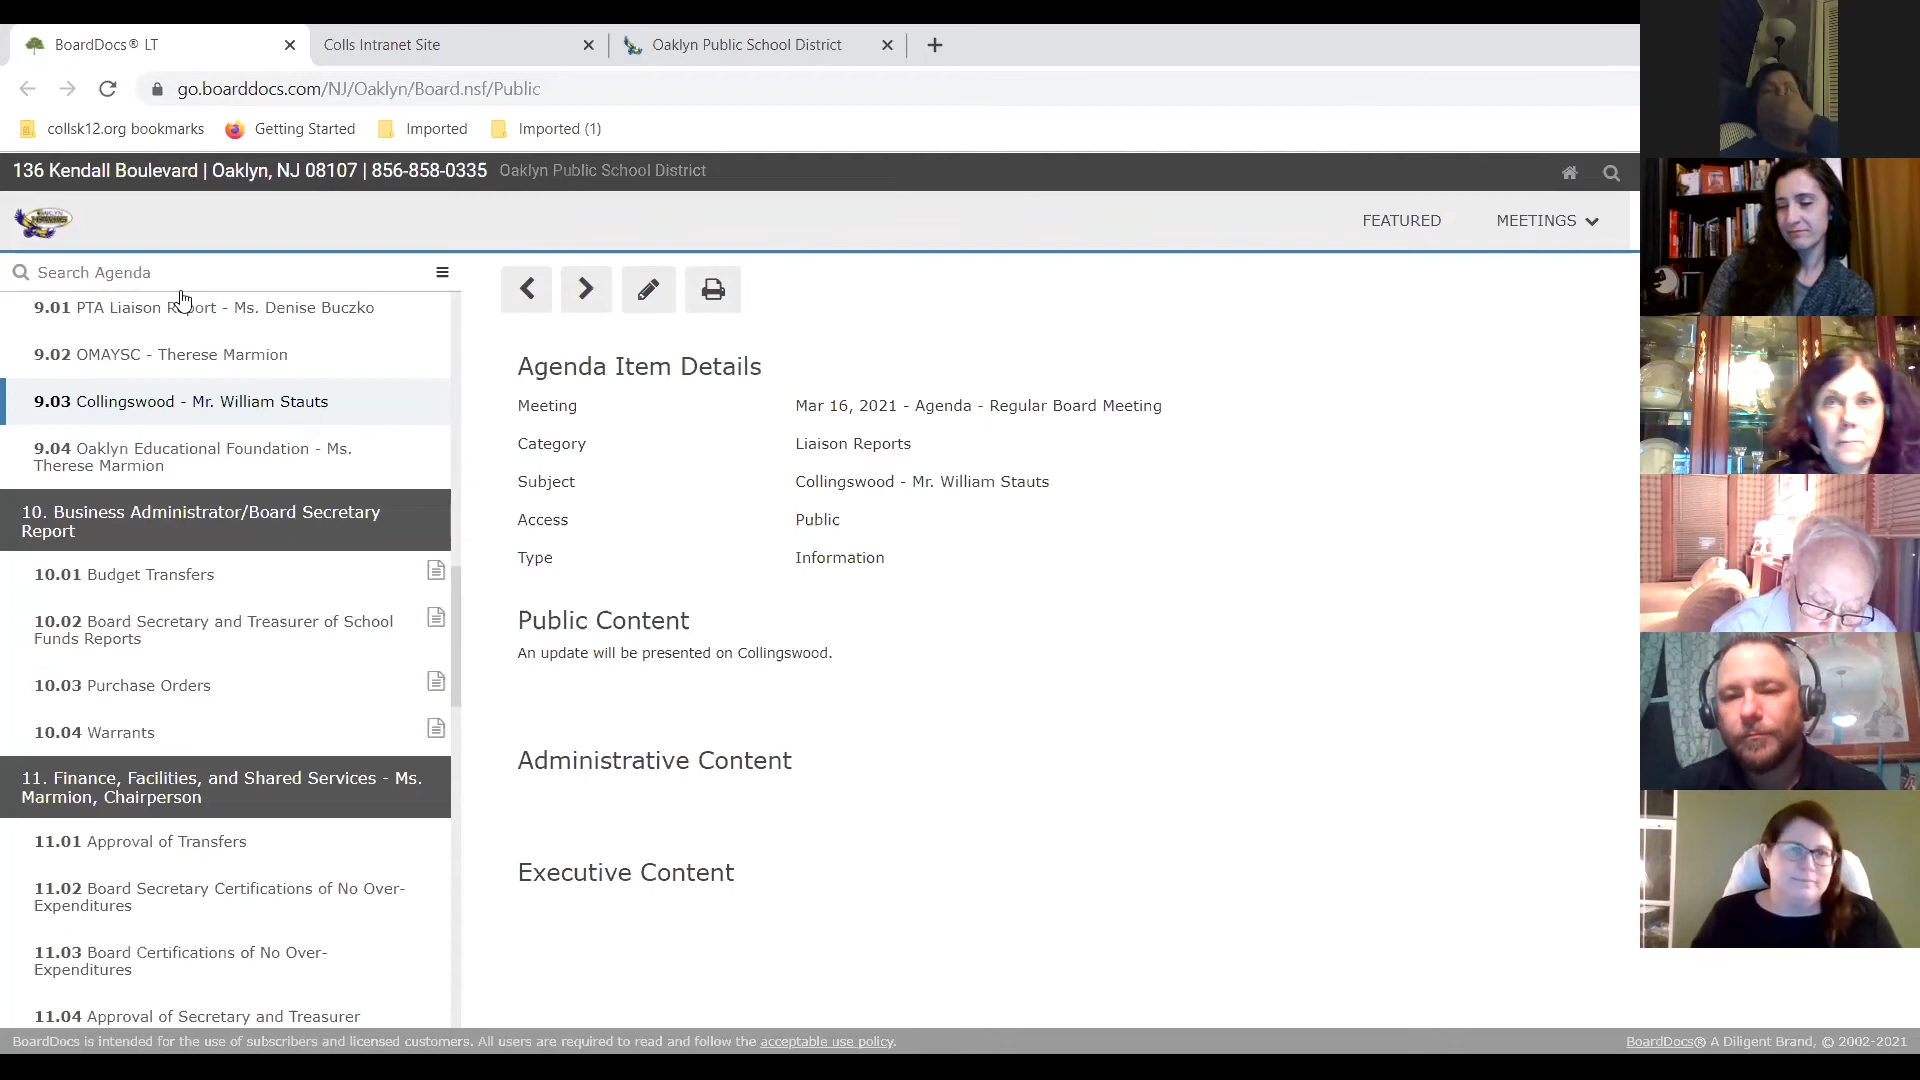 BoardDocs® LT
Colls Intranet Site
Oaklyn Public School District
go.boarddocs.com/NJ/Oaklyn/Board.nsf/Public
collsk12.org bookmarks
Getting Started
Imported
Imported (1)
136 Kendall Boulevard | Oaklyn, NJ 08107 | 856-858-0335 Oaklyn Public School District
FEATURED
MEETINGS
Search Agenda
9.01 PTA Liaison Report - Ms. Denise Buczko
9.02 OMAYSC - Therese Marmion
9.03 Collingswood - Mr. William Stauts
9.04 Oaklyn Educational Foundation - Ms.
Therese Marmion
10. Business Administrator/Board Secretary
Report
10.01 Budget Transfers
10.02 Board Secretary and Treasurer of School
Funds Reports
10.03 Purchase Orders
10.04 Warrants
11. Finance, Facilities, and Shared Services - Ms.
Marmion, Chairperson
11.01 Approval of Transfers
11.02 Board Secretary Certifications of No Over-
Expenditures
11.03 Board Certifications of No Over-
Expenditures
11.04 Approval of Secretary and Treasurer
Agenda Item Details
Meeting Mar 16, 2021 - Agenda - Regular Board Meeting
Category Liaison Reports
Subject Collingswood - Mr. William Stauts
Access Public
Type Information
Public Content
An update will be presented on Collingswood.
Administrative Content
Executive Content
BoardDocs is intended for the use of subscribers and licensed customers. All users are required to read and follow the acceptable use policy.
BoardDocs® A Diligent Brand, © 2002-2021